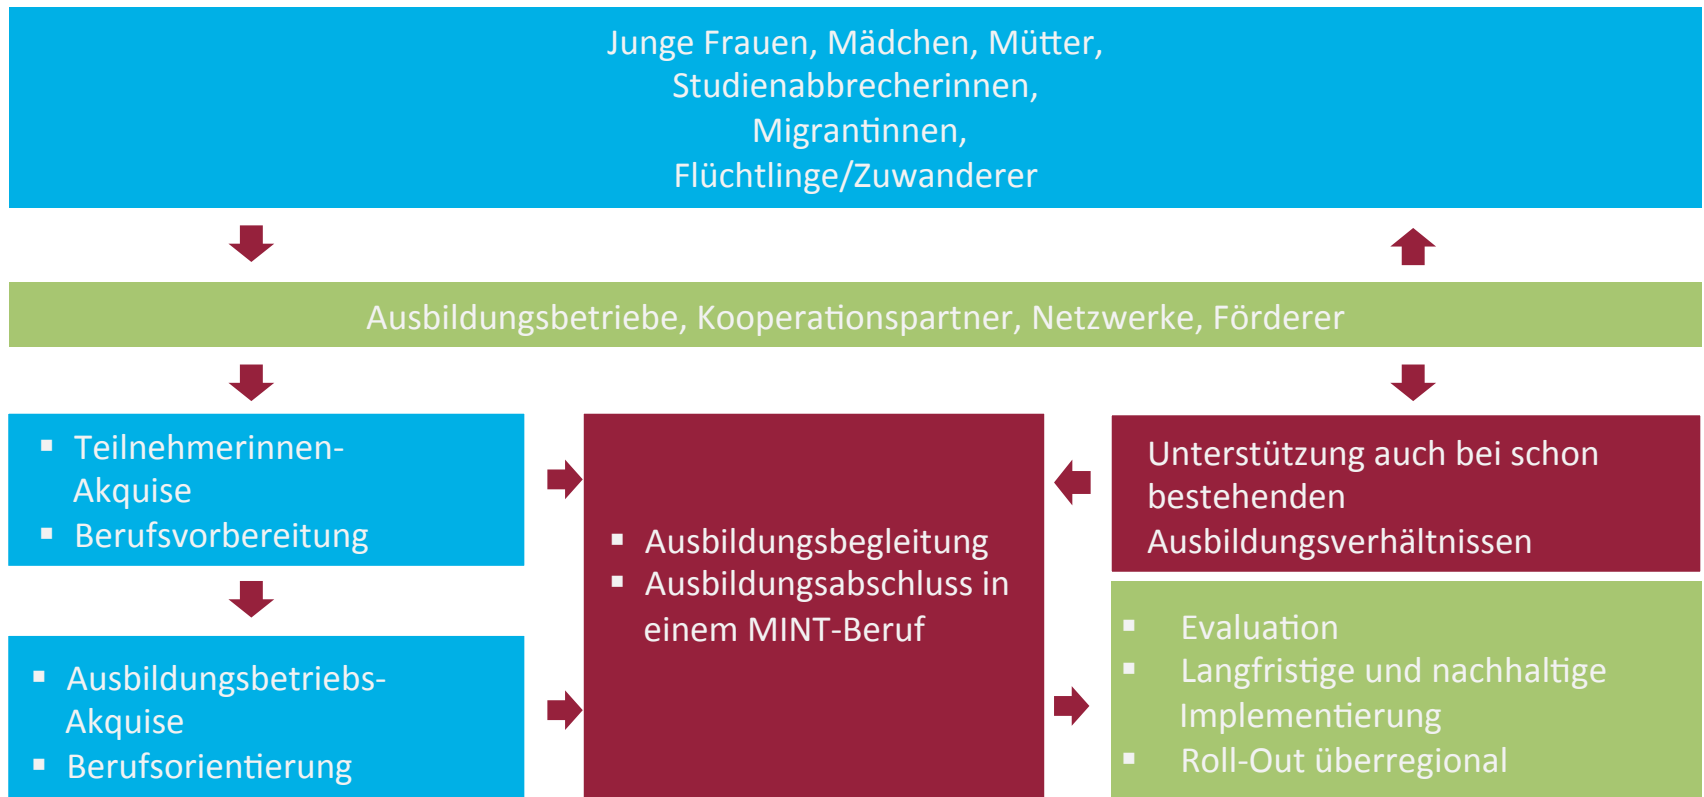 Junge Frauen, Mädchen, Mütter,
Studienabbrecherinnen,
Migrantinnen,
Flüchtlinge/Zuwanderer
Ausbildungsbetriebe, Kooperationspartner, Netzwerke, Förderer
▪ Teilnehmerinnen-
Akquise
▪ Berufsvorbereitung
▪ Ausbildungsbetriebs-
Akquise
▪ Berufsorientierung
▪ Ausbildungsbegleitung
▪ Ausbildungsabschluss in
einem MINT-Beruf
Unterstützung auch bei schon
bestehenden
Ausbildungsverhältnissen
▪ Evaluation
▪ Langfristige und nachhaltige
Implementierung
▪ Roll-Out überregional